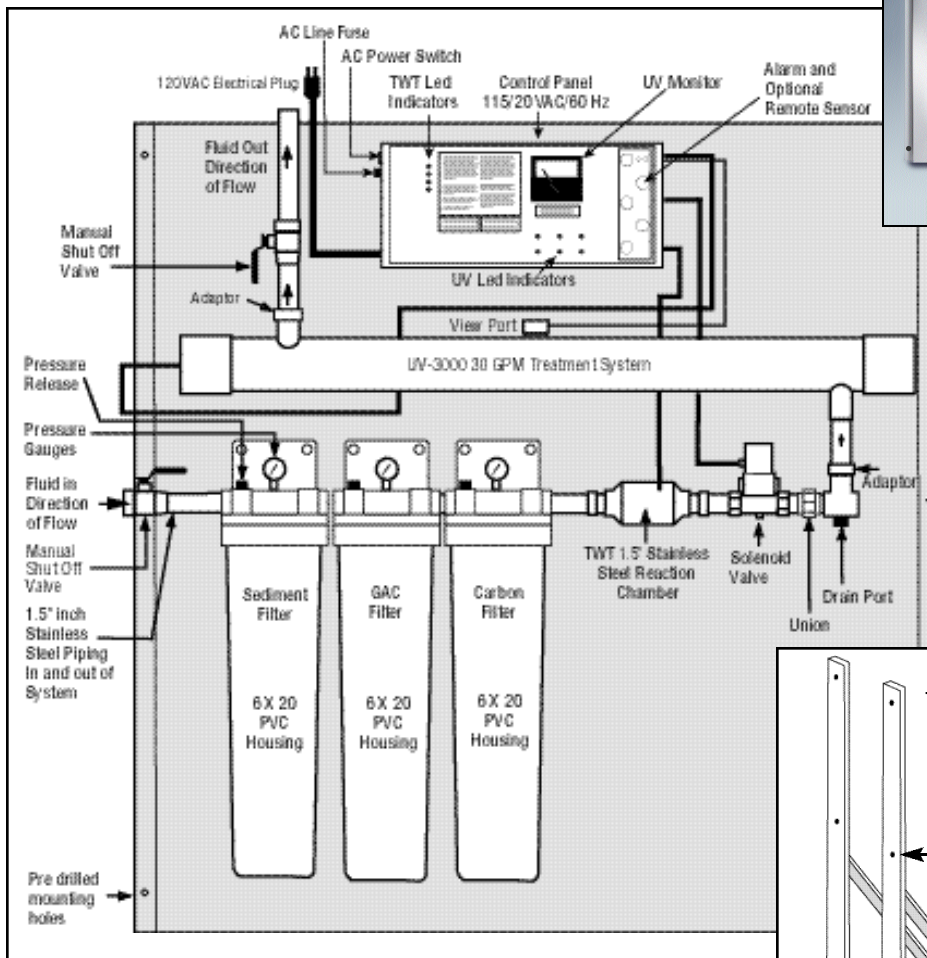 AC Line Fuse
AC Power Switch
120VAC Electrical Plug
TWT Led
Indicators
Control Panel
115/20 VAC/60 Hz
UV Monitor
Alarm and
Optional
Remote Sensor
Fluid Out
Direction
of Flow
Manual
Shut Off
Valve
Adaptor
UV Led Indicators
View Port
UV-3000 30 GPM Treatment System
Pressure
Release
Pressure
Gauges
Fluid in
Direction
of Flow
Manual
Shut Off
Valve
1.5" inch
Stainless
Steel Piping
In and out of
System
Sediment
Filter
6 X 20
PVC
Housing
GAC
Filter
6 X 20
PVC
Housing
Carbon
Filter
6 X 20
PVC
Housing
TWT 1.5" Stainless
Steel Reaction
Chamber
Solenoid
Valve
Adaptor
Drain Port
Union
Pre drilled
mounting
holes